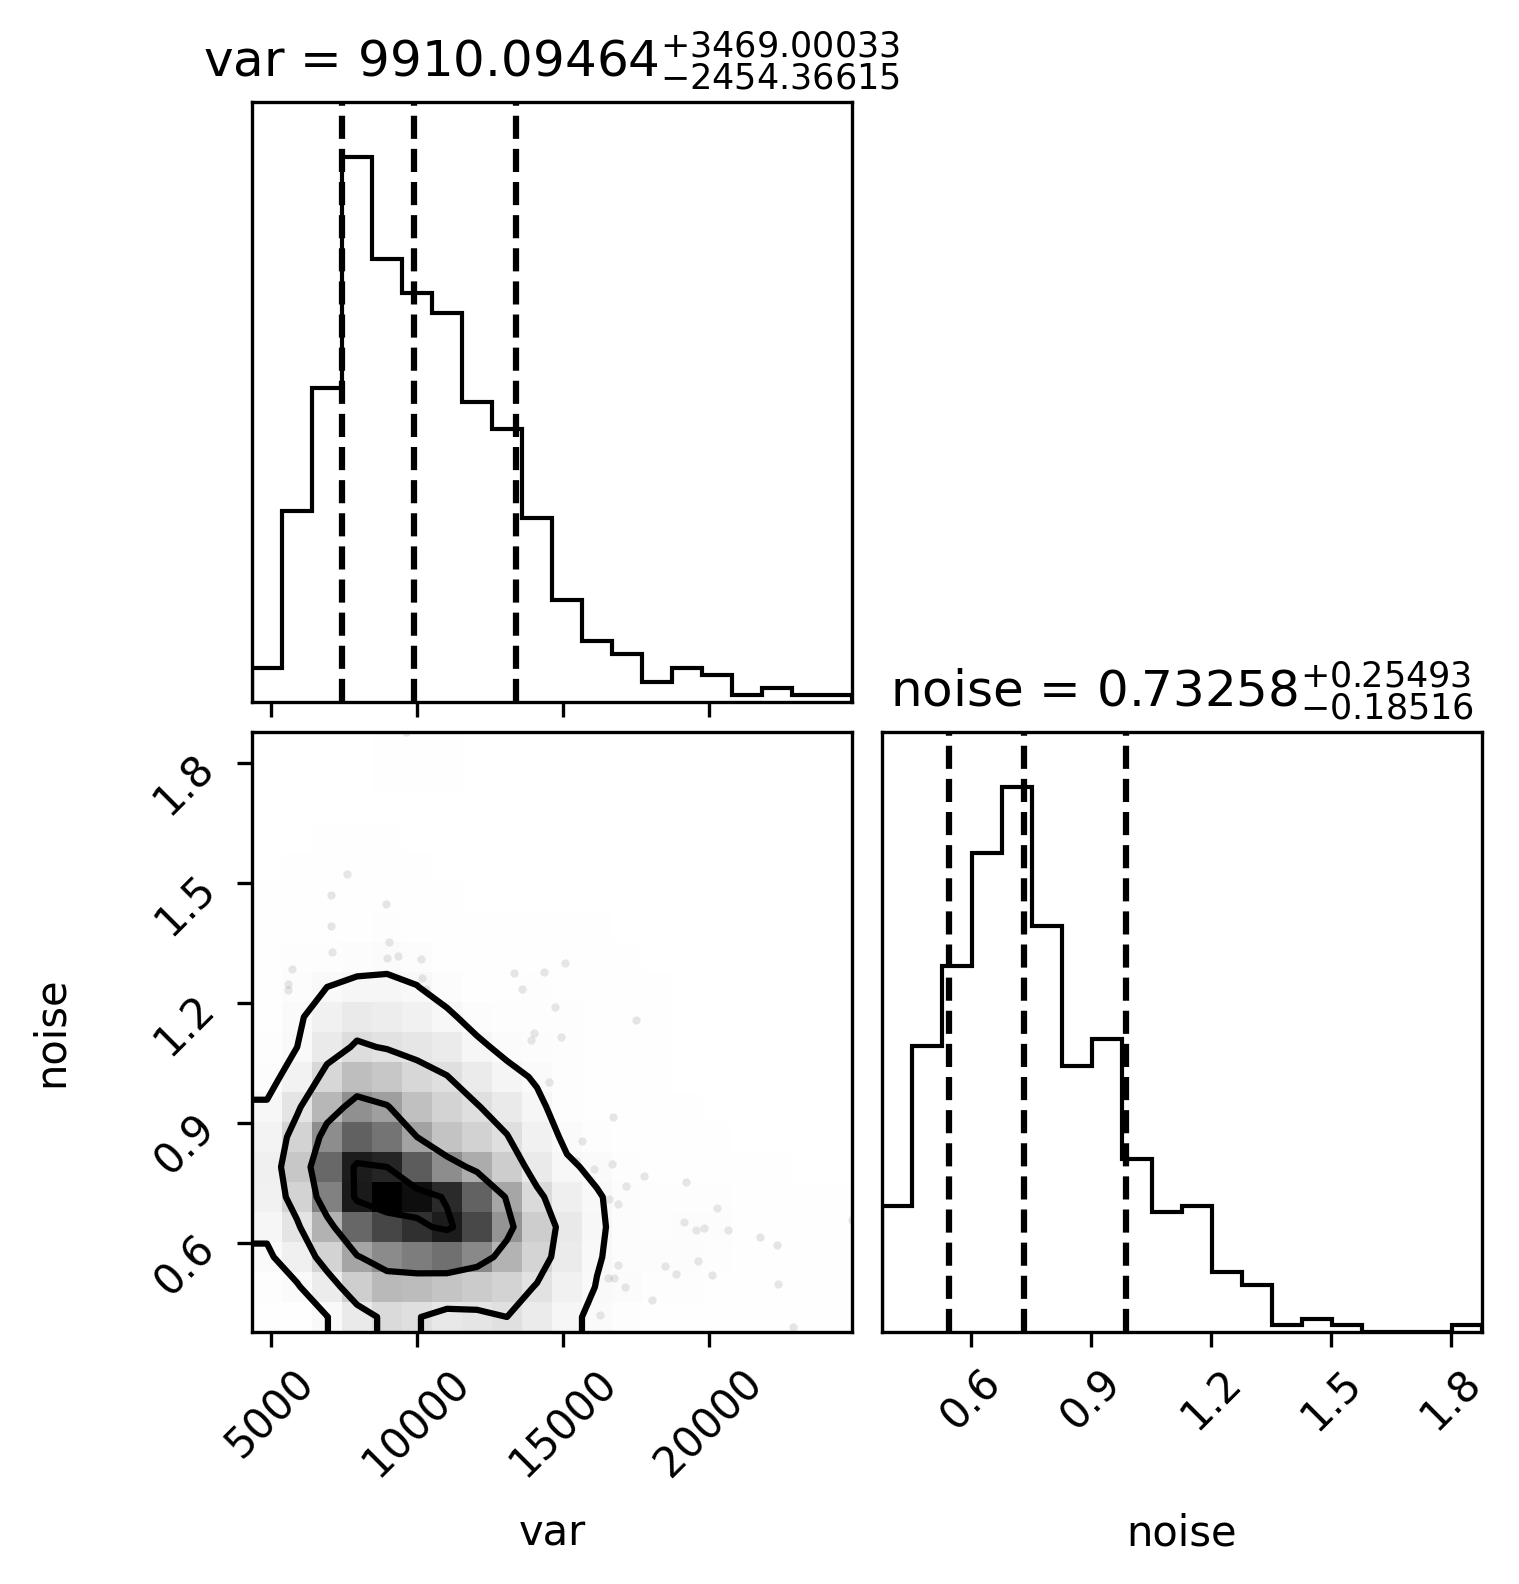 var = 9910.09464+3469.00033−2454.36615
noise = 0.73258+0.25493−0.18516
noise
1.8
1.5
1.2
0.9
0.6
5000 10000 15000 20000
0.6 0.9 1.2 1.5 1.8
var
noise